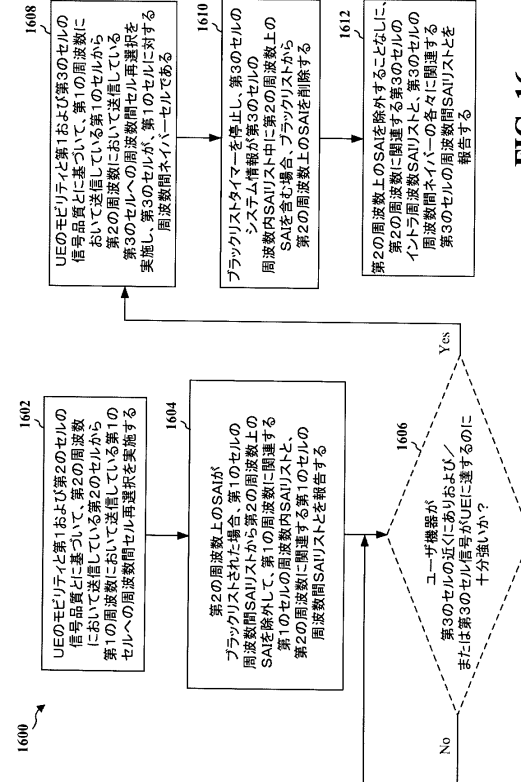 1600
1602
UEのモビリティと第1および第2のセルの
信号品質とに基づいて、第2の周波数
において送信している第2のセルから
第1の周波数において送信している第1の
セルへの周波数間セル再選択を実施する
1604
第2の周波数上のSAIが
ブラックリストされた場合、第1のセルの
周波数間SAIリストから第2の周波数上の
SAIを除外して、第1の周波数に関連する
第1のセルの周波数内SAIリストと、
第2の周波数に関連する第1のセルの
周波数間SAIリストとを報告する
1606
ユーザ機器が
第3のセルの近くにありおよび/
または第3のセル信号がUEに達するのに
十分強いか?
No
Yes
1608
UEのモビリティと第1および第3のセルの
信号品質とに基づいて、第1の周波数に
おいて送信している第1のセルから
第2の周波数において送信している
第3のセルへの周波数間セル再選択を
実施し、第3のセルが、第1のセルに対する
周波数間ネイバーセルである
1610
ブラックリストタイマーを停止し、第3のセルの
システム情報が第3のセルの
周波数内SAIリスト中に第2の周波数上の
SAIを含む場合、ブラックリストから
第2の周波数上のSAIを削除する
1612
第2の周波数上のSAIを除外することなしに、
第2の周波数に関連する第3のセルの
イントラ周波数SAIリストと、第3のセルの
周波数間ネイバーの各々に関連する
第3のセルの周波数間SAIリストとを
報告する
FIG. 16